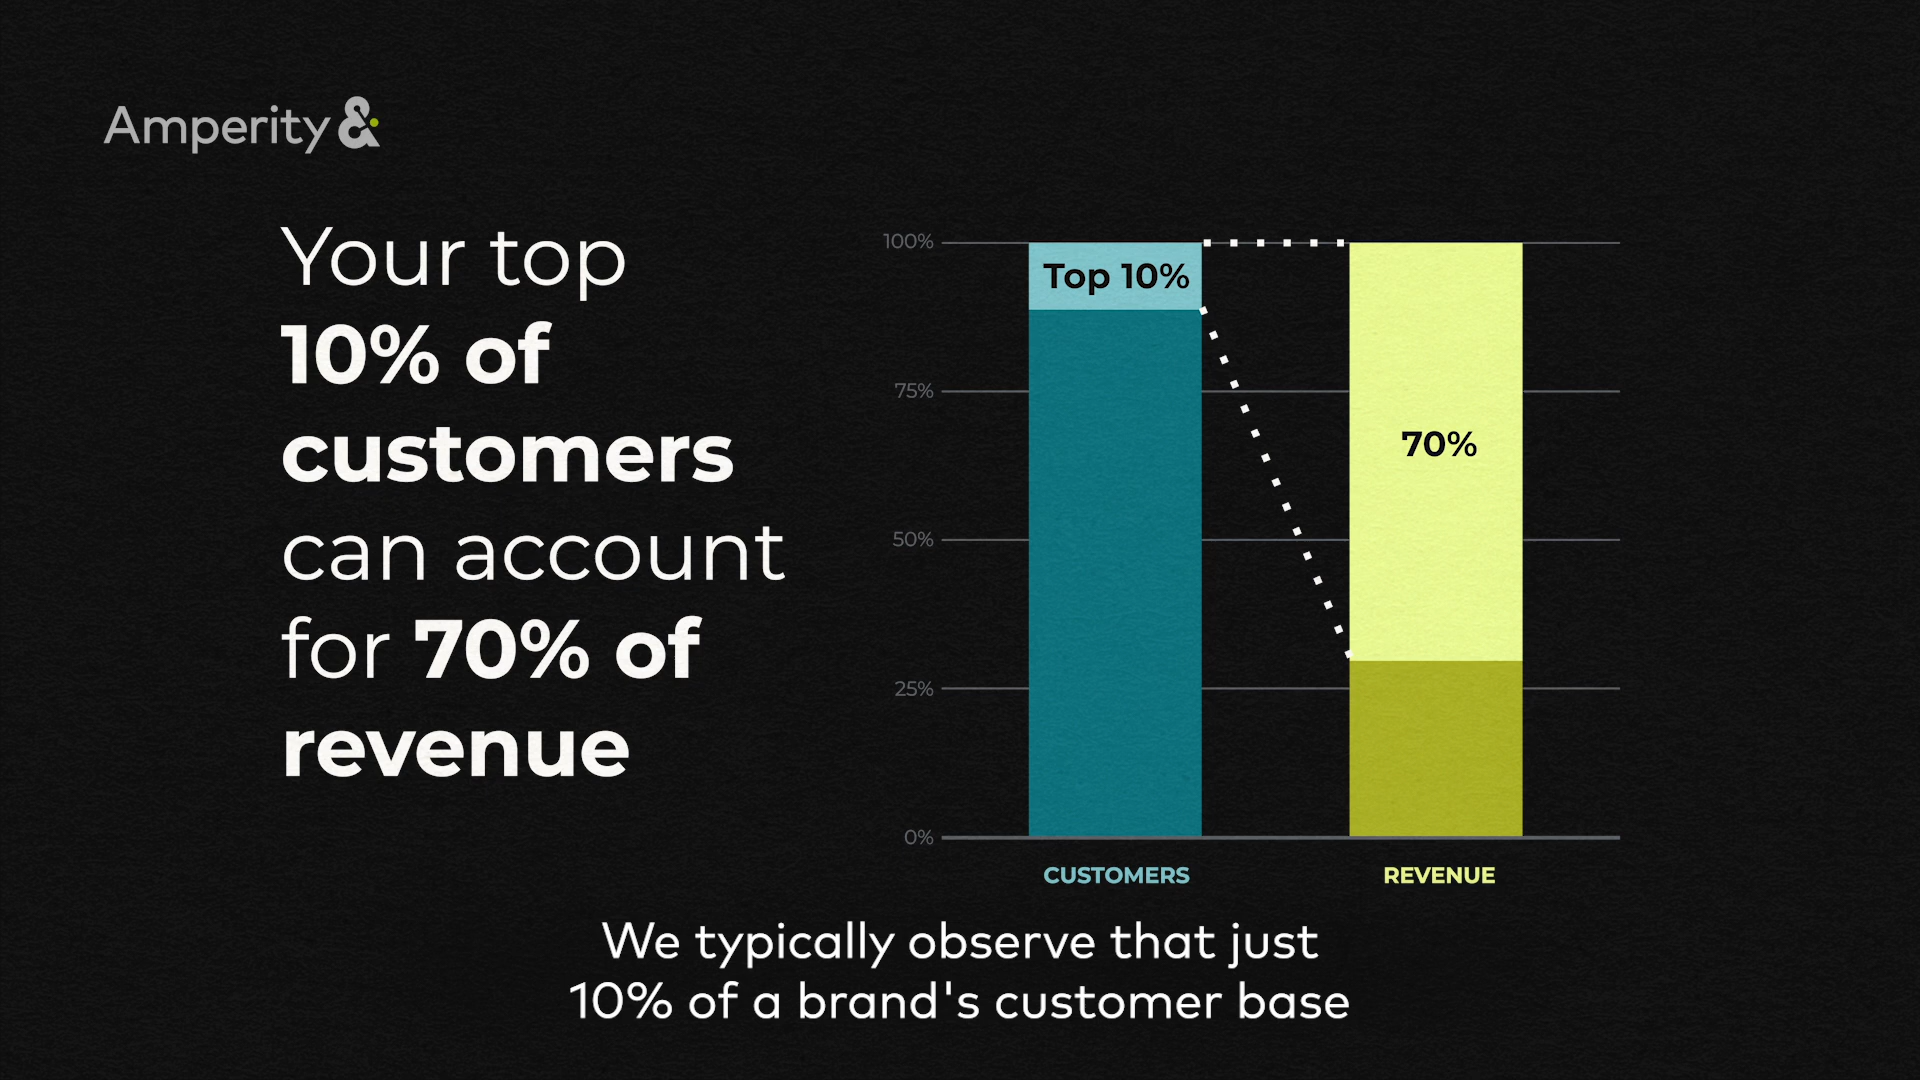 Amperity &
Your top
10% of
customers
can account
for 70% of
revenue
100%
75%
50%
25%
0%
Top 10%
70%
CUSTOMERS
REVENUE
We typically observe that just
10% of a brand's customer base